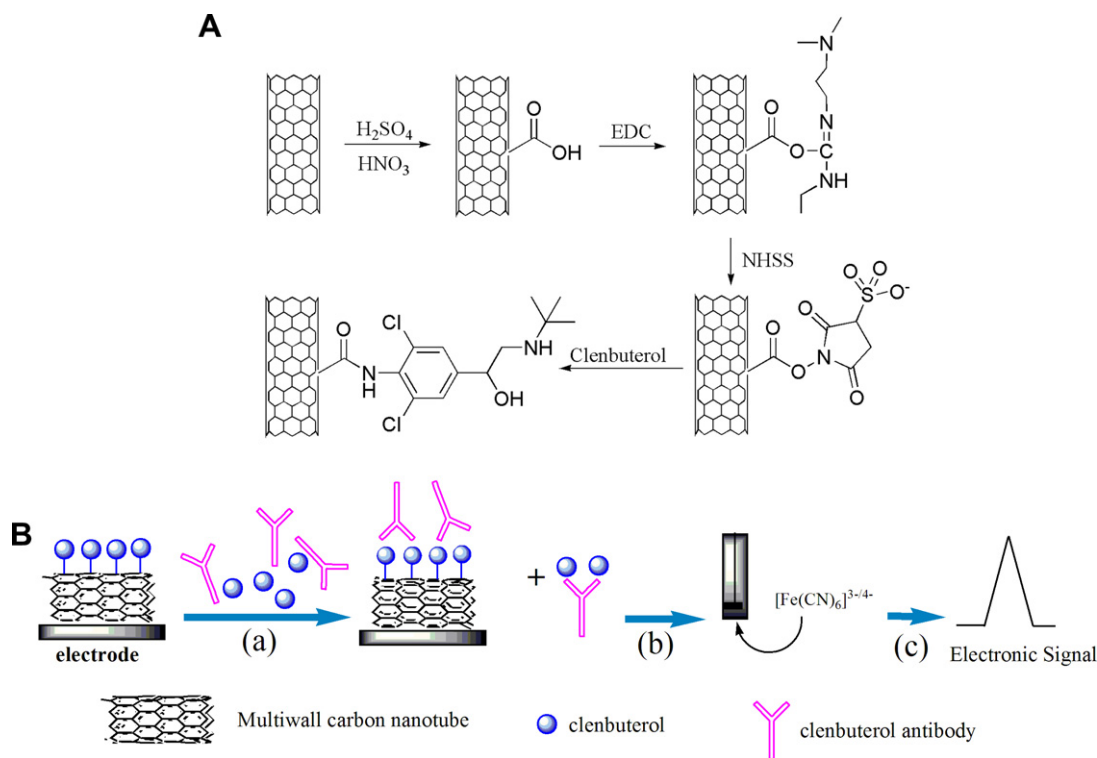 A
H₂SO₄
HNO₃
O
OH
EDC
N
N
O
O
C
NH
NHSS
O
O
S
O⁻
O
N
O
O
O
Clenbuterol
O
N
H
Cl
Cl
NH
OH
B
electrode
(a)
+
(b)
[Fe(CN)₆]³⁻/⁴⁻
(c)
Electronic Signal
Multiwall carbon nanotube
clenbuterol
clenbuterol antibody